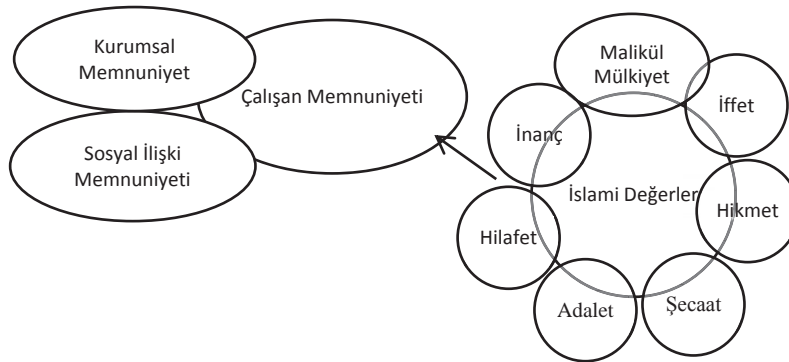 Kurumsal
Memnuniyet
Çalışan Memnuniyeti
Sosyal İlişki
Memnuniyeti
Malikül
Mülkiyet
İffet
İnanç
İslami Değerler
Hikmet
Hilafet
Adalet
Şecaat